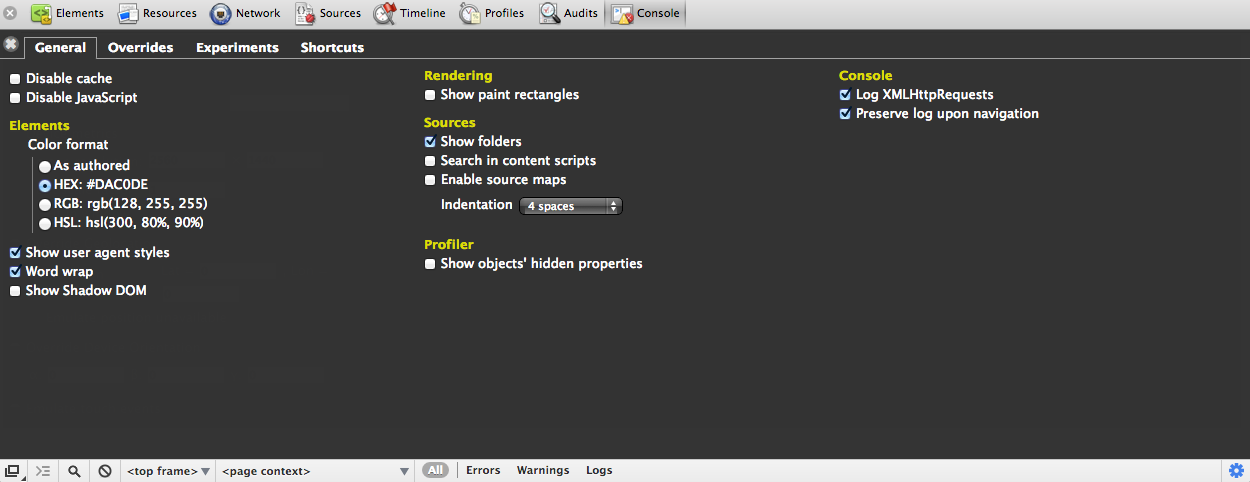 Elements Resources Network Sources Timeline Profiles Audits Console
General Overrides Experiments Shortcuts
Disable cache
Disable JavaScript
Elements
Color format
As authored
HEX: #DAC0DE
RGB: rgb(128, 255, 255)
HSL: hsl(300, 80%, 90%)
Show user agent styles
Word wrap
Show Shadow DOM
Rendering
Show paint rectangles
Sources
Show folders
Search in content scripts
Enable source maps
Indentation 4 spaces
Profiler
Show objects' hidden properties
Console
Log XMLHttpRequests
Preserve log upon navigation
<top frame> <page context> All Errors Warnings Logs